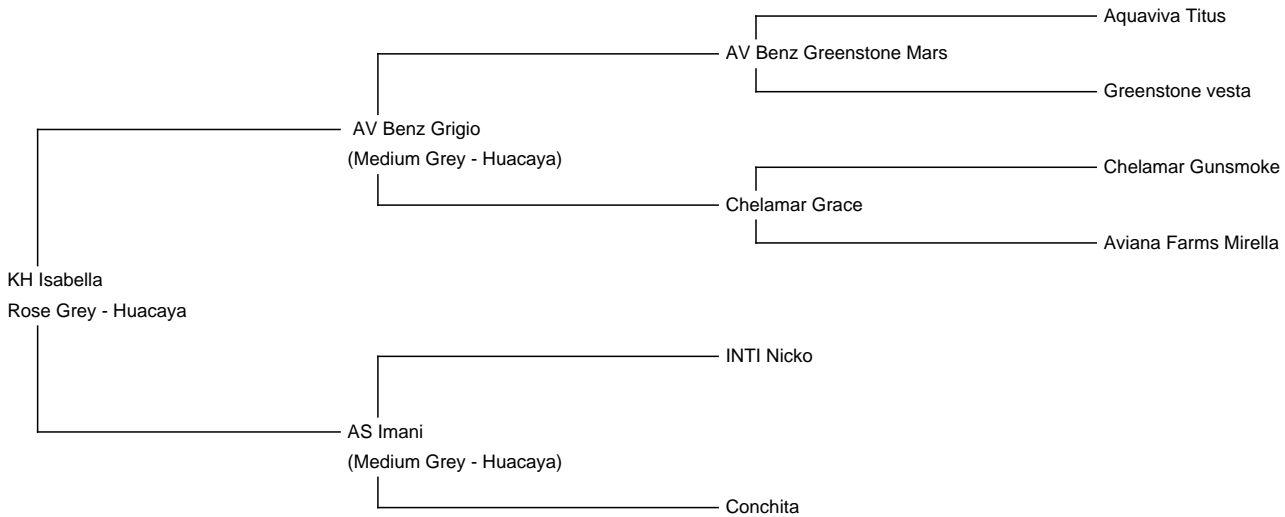 Aquaviva Titus
AV Benz Greenstone Mars
Greenstone vesta
AV Benz Grigio
(Medium Grey - Huacaya)
Chelamar Gunsmoke
Chelamar Grace
Aviana Farms Mirella
KH Isabella
Rose Grey - Huacaya
INTI Nicko
AS Imani
(Medium Grey - Huacaya)
Conchita